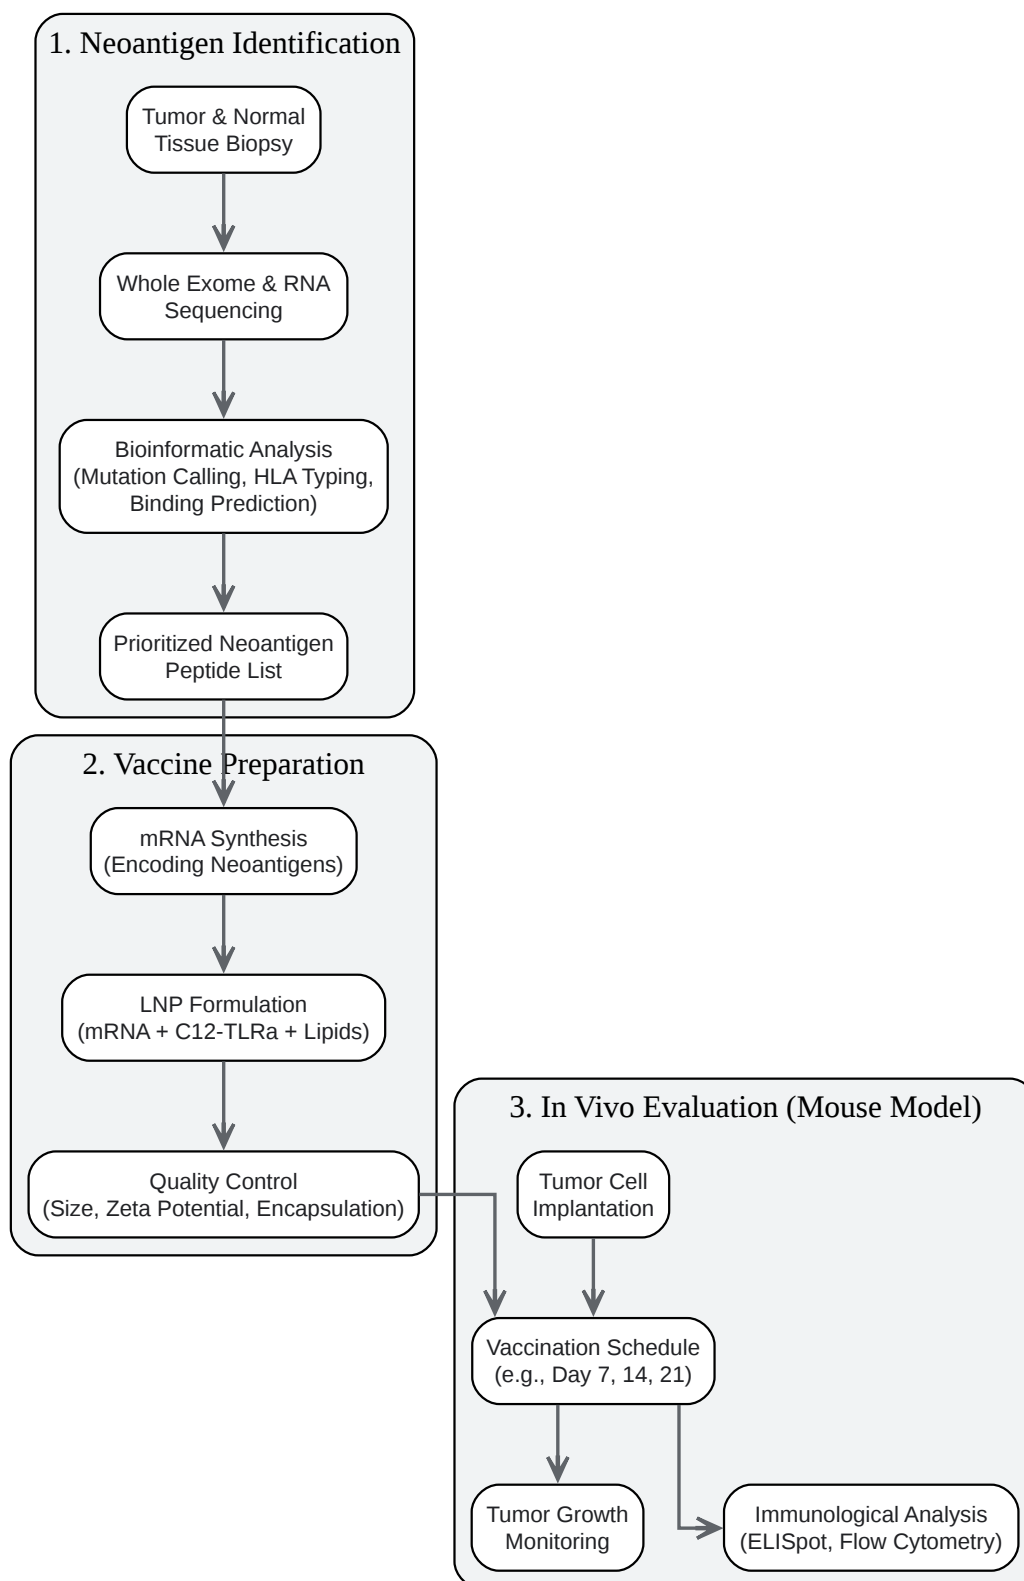 1. Neoantigen Identification
Tumor & Normal
Tissue Biopsy
Whole Exome & RNA
Sequencing
Bioinformatic Analysis
(Mutation Calling, HLA Typing,
Binding Prediction)
Prioritized Neoantigen
Peptide List
2. Vaccine Preparation
mRNA Synthesis
(Encoding Neoantigens)
LNP Formulation
(mRNA + C12-TLRa + Lipids)
Quality Control
(Size, Zeta Potential, Encapsulation)
3. In Vivo Evaluation (Mouse Model)
Tumor Cell
Implantation
Vaccination Schedule
(e.g., Day 7, 14, 21)
Tumor Growth
Monitoring
Immunological Analysis
(ELISpot, Flow Cytometry)